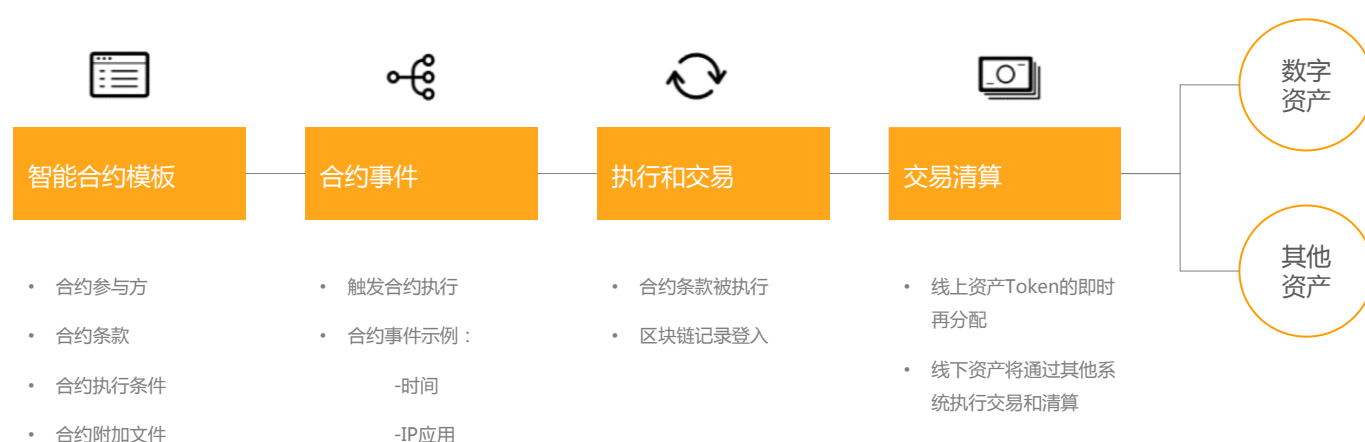 智能合约模板
• 合约参与方
• 合约条款
• 合约执行条件
• 合约附加文件
合约事件
• 触发合约执行
• 合约事件示例：
-时间
-IP应用
执行和交易
• 合约条款被执行
• 区块链记录登入
交易清算
• 线上资产Token的即时
再分配
• 线下资产将通过其他系
统执行交易和清算
数字
资产
其他
资产